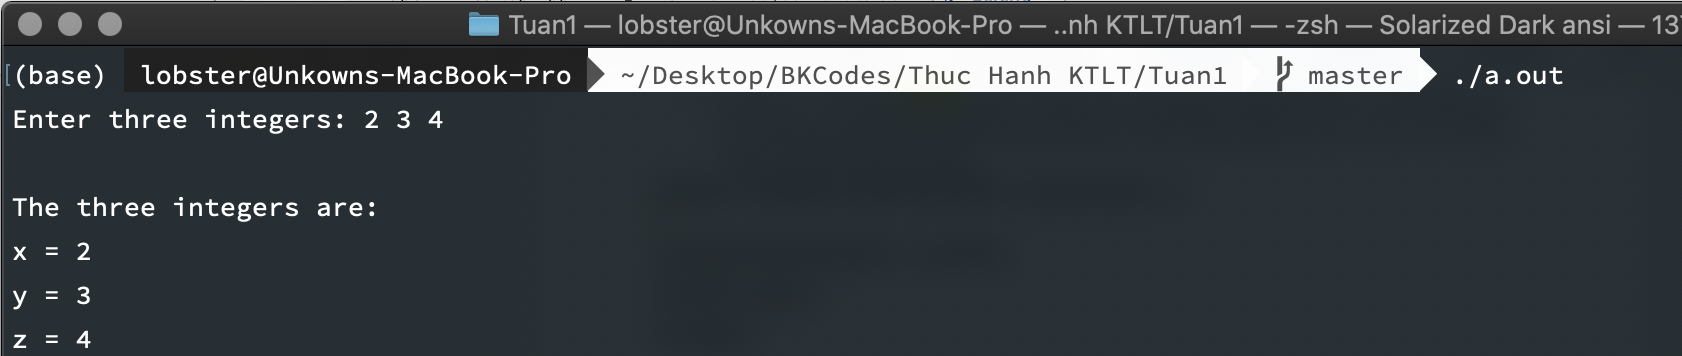 Tuan1 — lobster@Unkowns-MacBook-Pro — ..nh KTLT/Tuan1 — -zsh — Solarized Dark ansi — 137
[(base) lobster@Unkowns-MacBook-Pro ~/Desktop/BKCodes/Thuc Hanh KTLT/Tuan1 master ./a.out
Enter three integers: 2 3 4
The three integers are:
x = 2
y = 3
z = 4